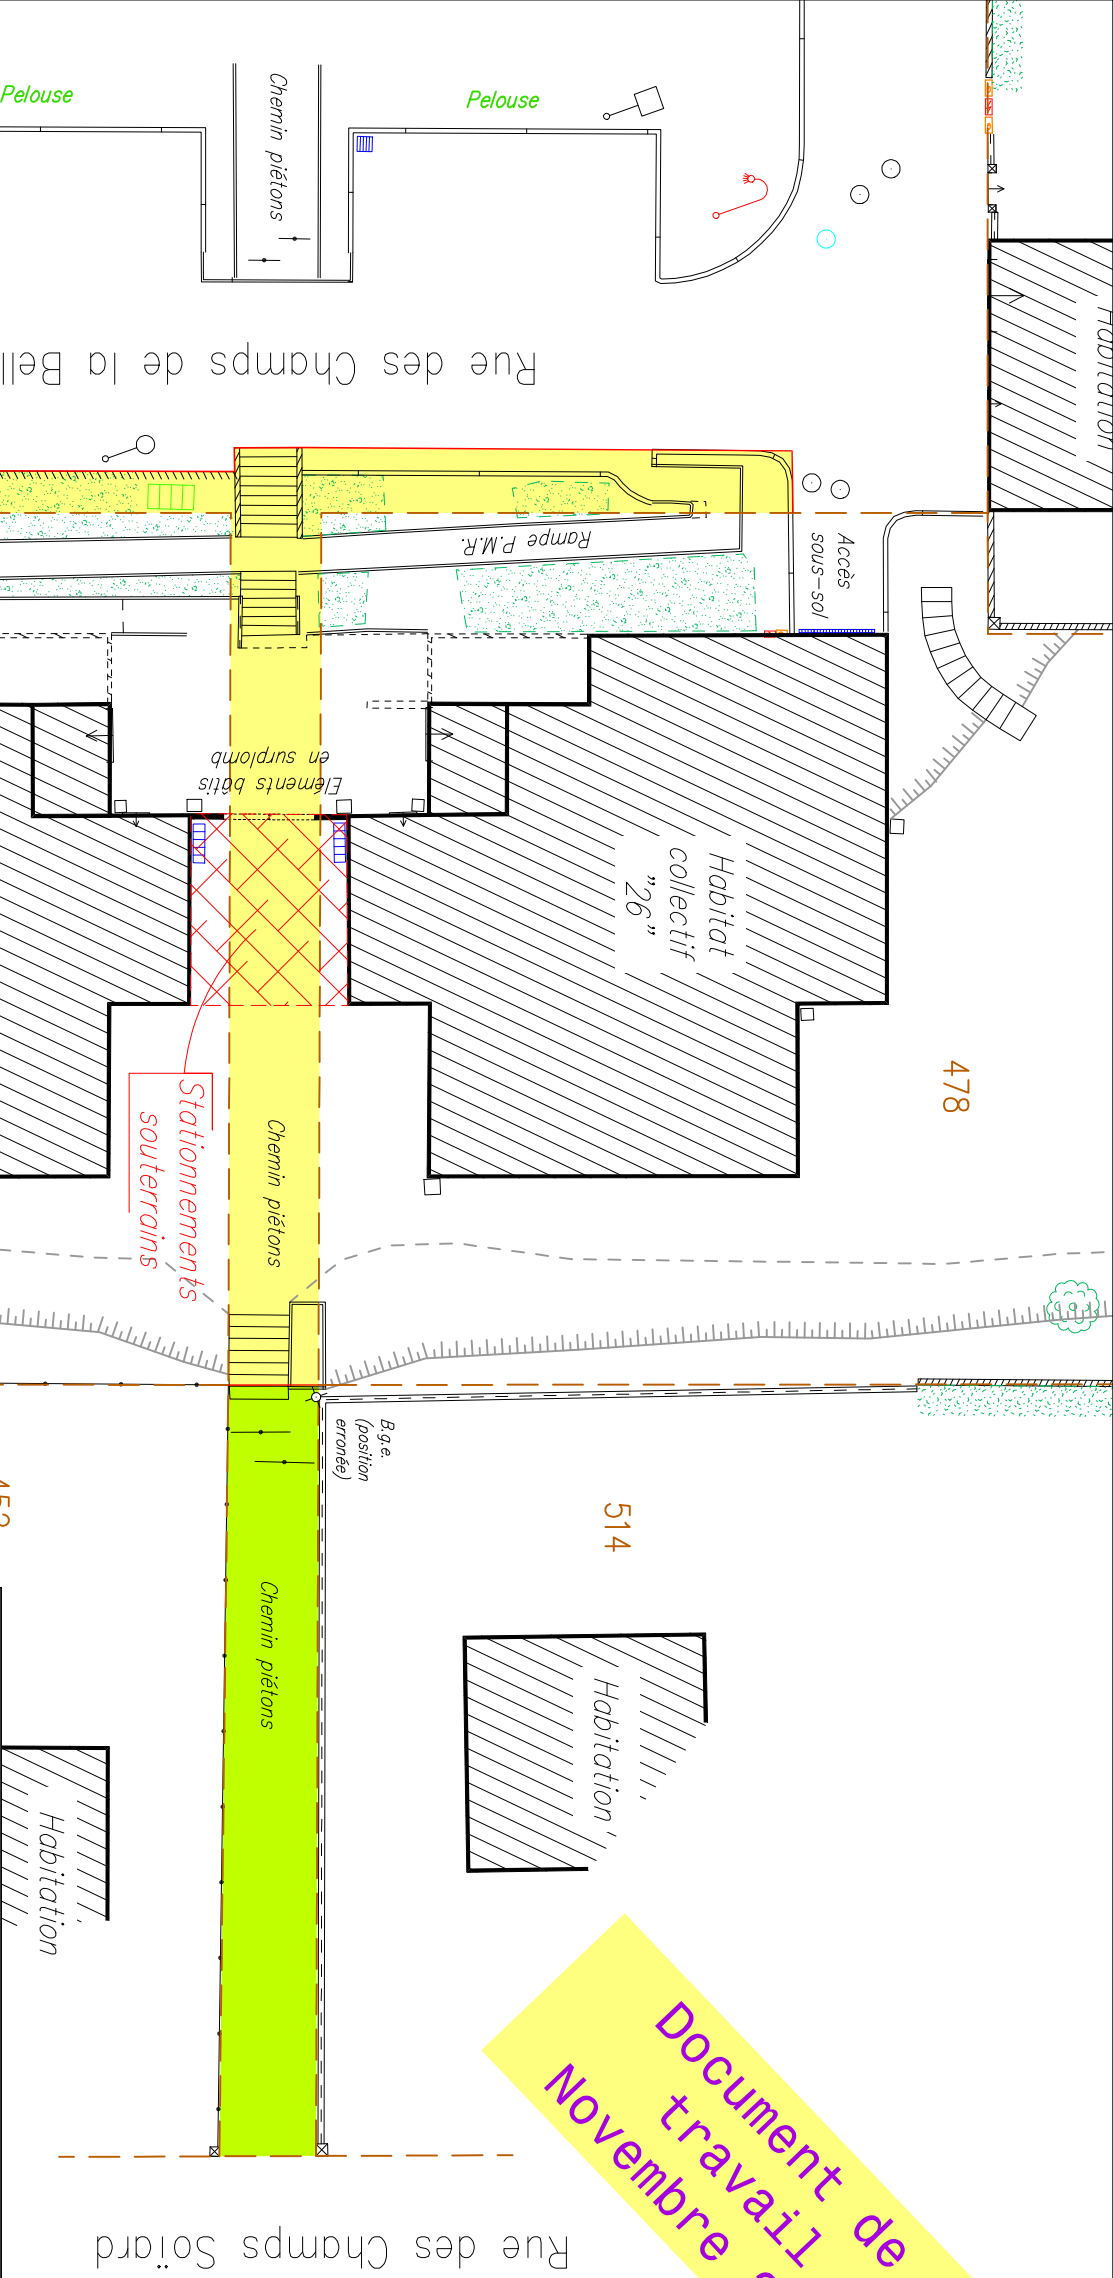 Pelouse
Chemin piétons
Pelouse
Habitation
Rue des Champs de la
Rampe P.M.R.
Accès
sous-sol
Eléments bâtis
en surplomb
Habitat
collectif
"26"
478
Stationnements
souterrains
Chemin piétons
B.g.e.
(position
erronée)
514
Chemin piétons
Habitation
Habitation
Document de
travail
Novembre
Rue des Champs Soïard